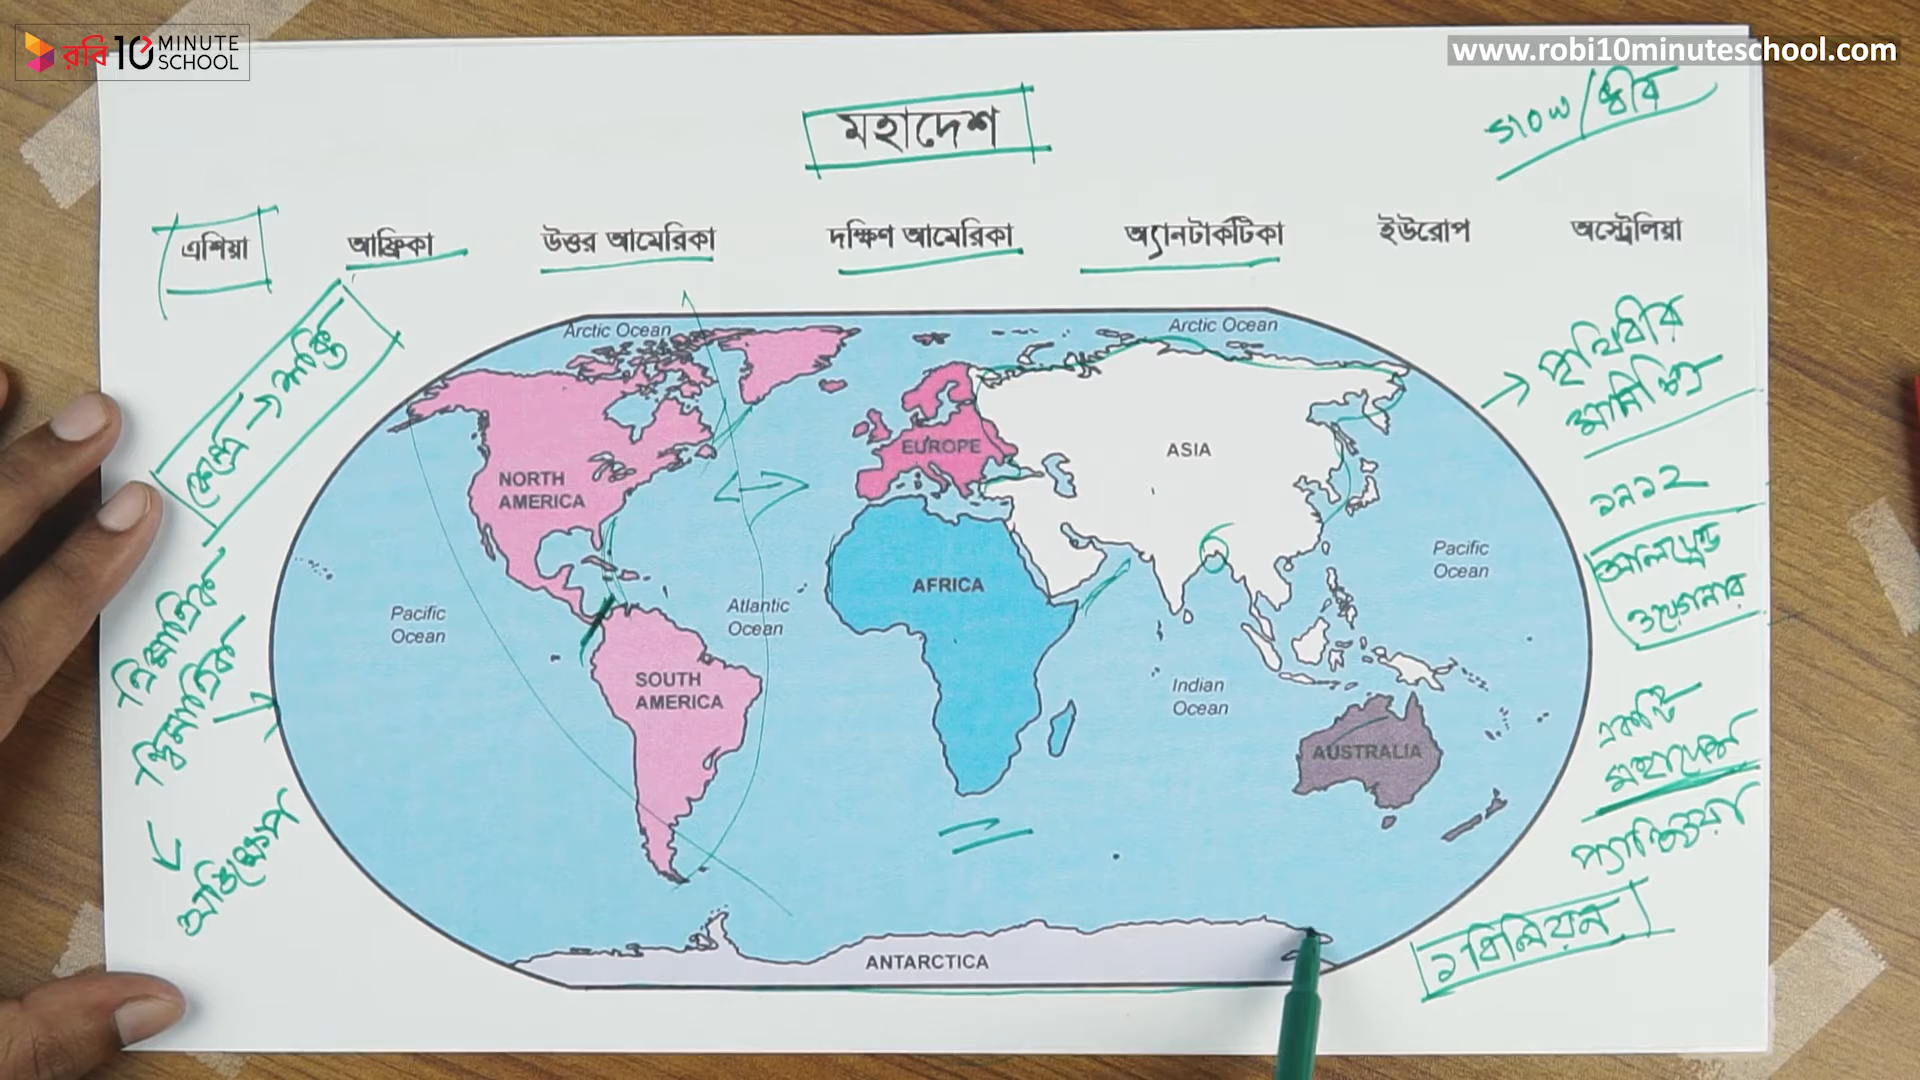 রবি 10 MINUTE SCHOOL
www.robi10minuteschool.com
slow/ধীর
মহাদেশ
এশিয়া আফ্রিকা উত্তর আমেরিকা দক্ষিণ আমেরিকা অ্যানটার্কটিকা ইউরোপ অস্ট্রেলিয়া
কেন্দ্রে → শক্তি
Arctic Ocean
Arctic Ocean
পৃথিবীর
মানচিত্র
EUROPE
ASIA
NORTH
AMERICA
১৯১২
আলফ্রেড
ওয়েগনার
Pacific
Ocean
AFRICA
Pacific
Ocean
Atlantic
Ocean
ত্রিমাত্রিক
দ্বিমাত্রিক
SOUTH
AMERICA
Indian
Ocean
AUSTRALIA
একটি
মহাদেশ
প্যানজিয়া
অভিক্ষেপ
ANTARCTICA